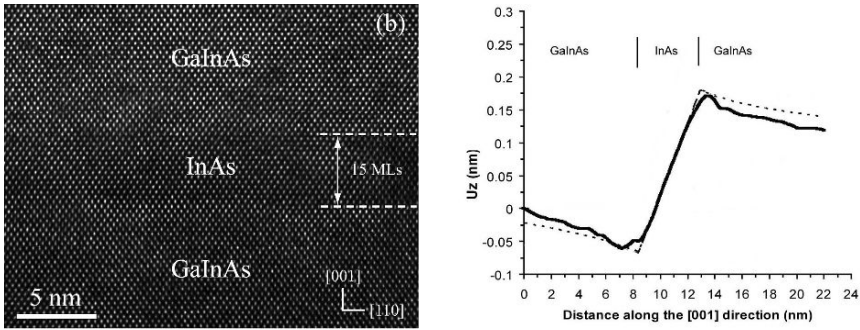 (b)
GaInAs
InAs
15 MLs
GaInAs
[001]
[110]
5 nm
0.3
0.25
0.2
0.15
0.1
0.05
0
-0.05
-0.1
Uz (nm)
GaInAs
InAs
GaInAs
0 2 4 6 8 10 12 14 16 18 20 22 24
Distance along the [001] direction (nm)